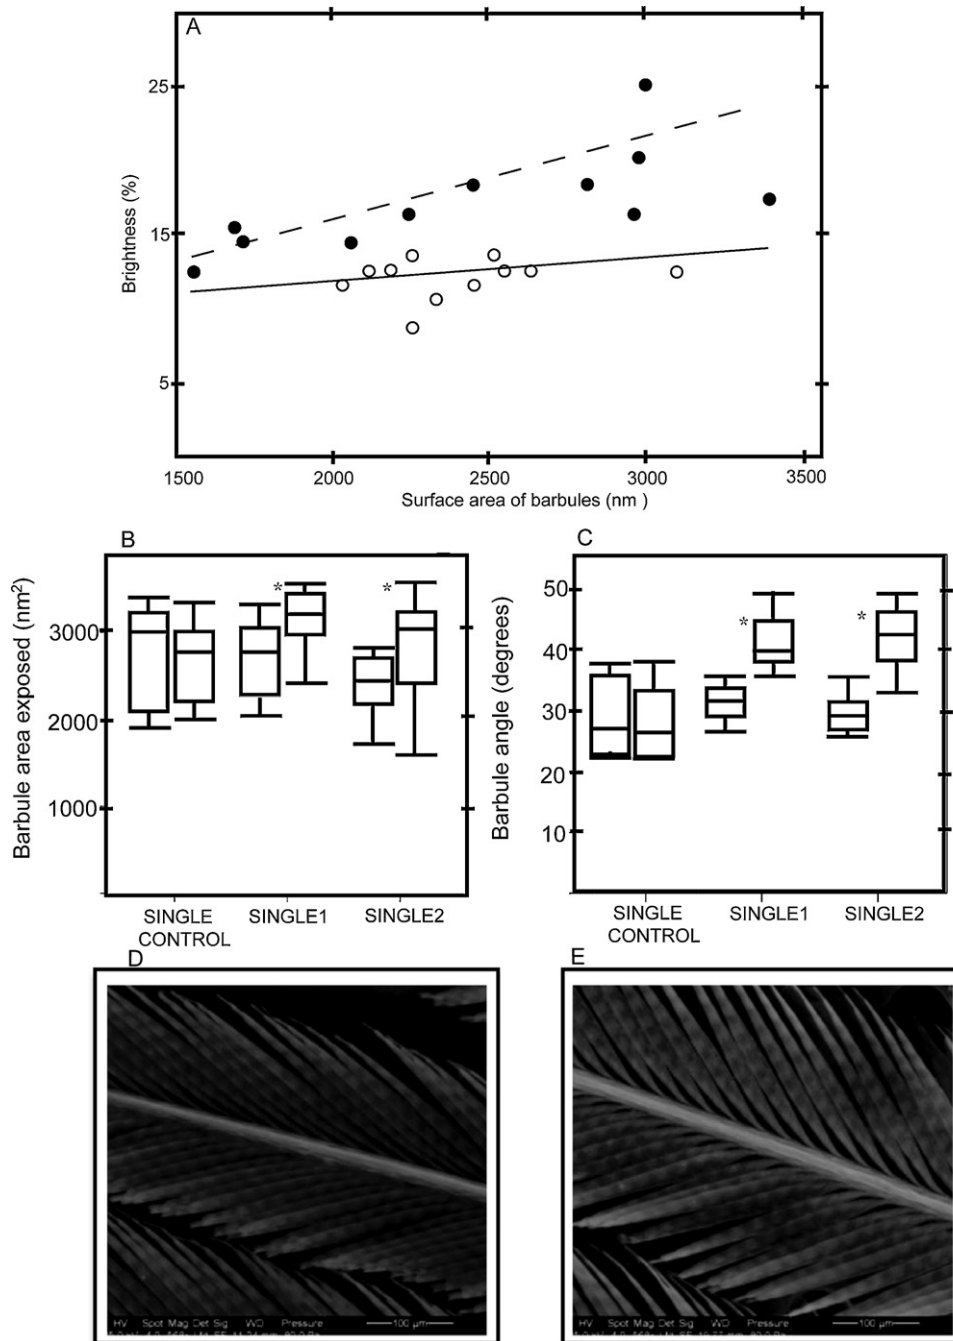 A
25
15
5
Brightness (%)
1500 2000 2500 3000 3500
Surface area of barbules (nm )
B
Barbule area exposed (nm²)
3000
2000
1000
* *
SINGLE CONTROL SINGLE1 SINGLE2
C
Barbule angle (degrees)
50
40
30
20
10
* *
SINGLE CONTROL SINGLE1 SINGLE2
D
HV Spot Mag Det Sig WD Pressure
100 µm
E
HV Spot Mag Det Sig WD Pressure
100 µm